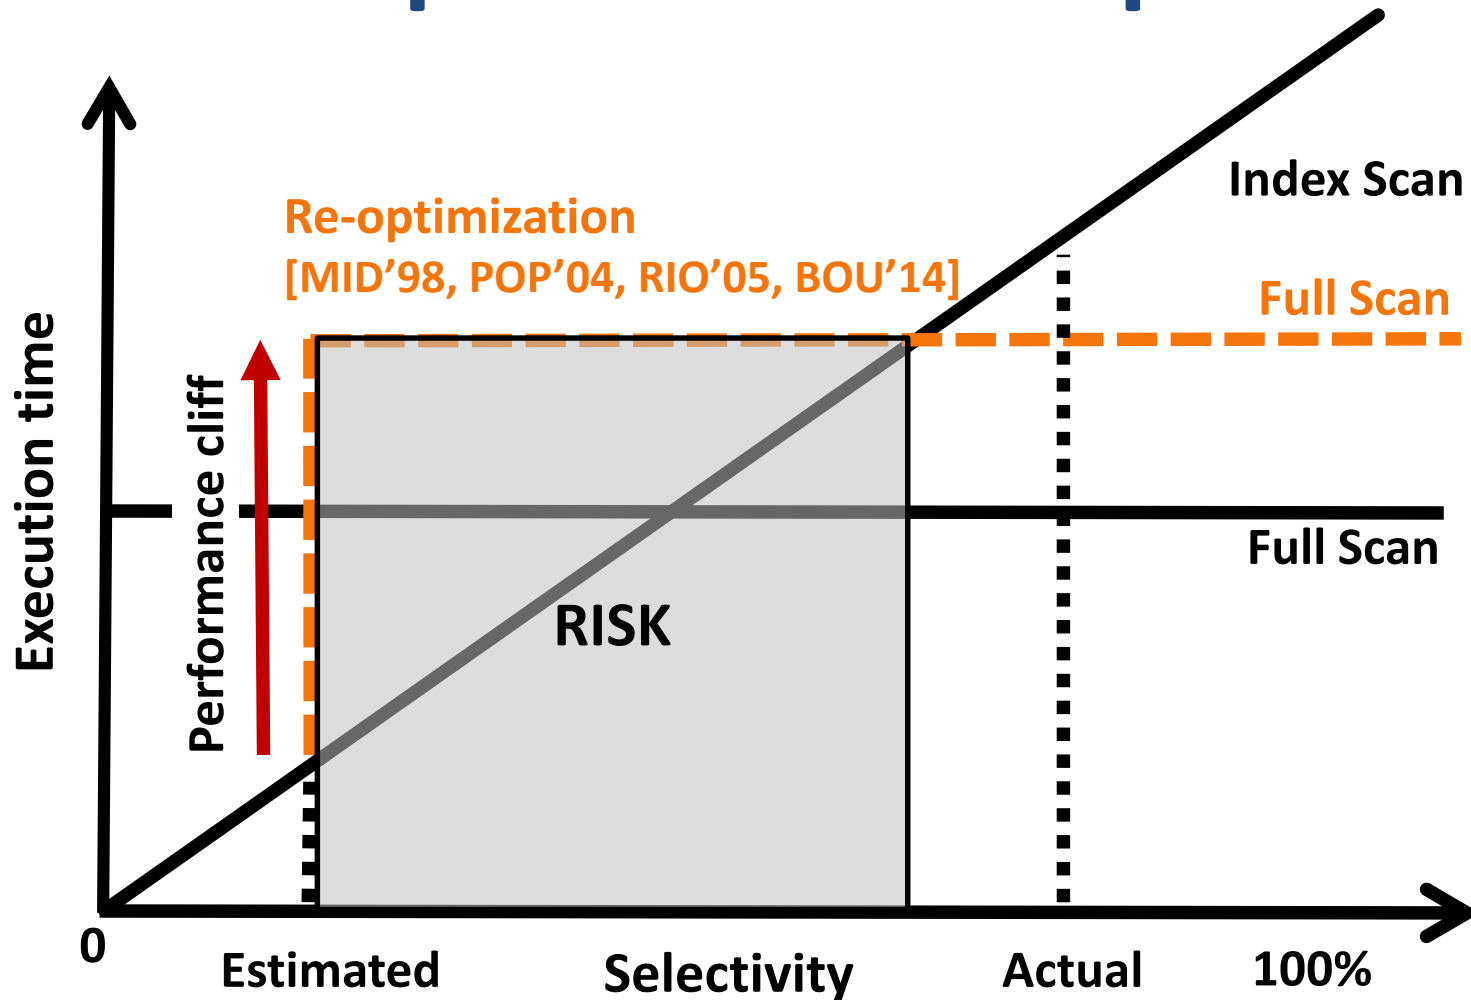 Re-optimization
[MID’98, POP’04, RIO’05, BOU’14]
Index Scan
Full Scan
Full Scan
Execution time
Performance cliff
RISK
0
Estimated
Selectivity
Actual
100%